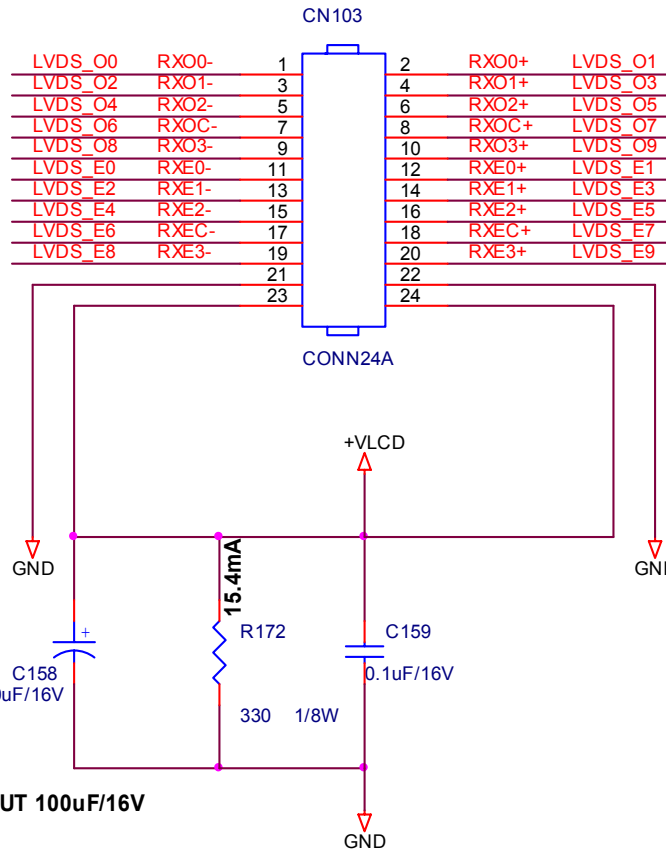 CN103
LVDS_O0 RXO0- 1 2 RXO0+ LVDS_O1
LVDS_O2 RXO1- 3 4 RXO1+ LVDS_O3
LVDS_O4 RXO2- 5 6 RXO2+ LVDS_O5
LVDS_O6 RXOC- 7 8 RXOC+ LVDS_O7
LVDS_O8 RXO3- 9 10 RXO3+ LVDS_O9
LVDS_E0 RXE0- 11 12 RXE0+ LVDS_E1
LVDS_E2 RXE1- 13 14 RXE1+ LVDS_E3
LVDS_E4 RXE2- 15 16 RXE2+ LVDS_E5
LVDS_E6 RXEC- 17 18 RXEC+ LVDS_E7
LVDS_E8 RXE3- 19 20 RXE3+ LVDS_E9
21 22
23 24
CONN24A
+VLCD
GND
15.4mA
+
R172
C159
C158
0.1uF/16V
uF/16V
330 1/8W
UT 100uF/16V
GND